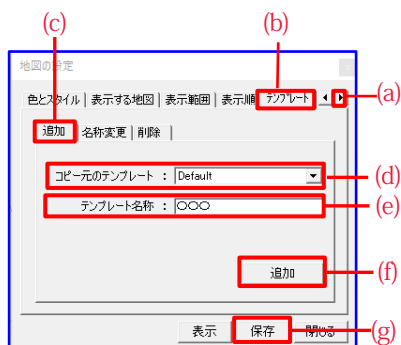 (c)
(b)
地図の設定
色とスタイル 表示する地図 表示範囲 表示順 テンプレート
(a)
追加 名称変更 削除
コピー元のテンプレート : Default
(d)
テンプレート名称 : 〇〇〇
(e)
追加
(f)
表示 保存 閉じる
(g)